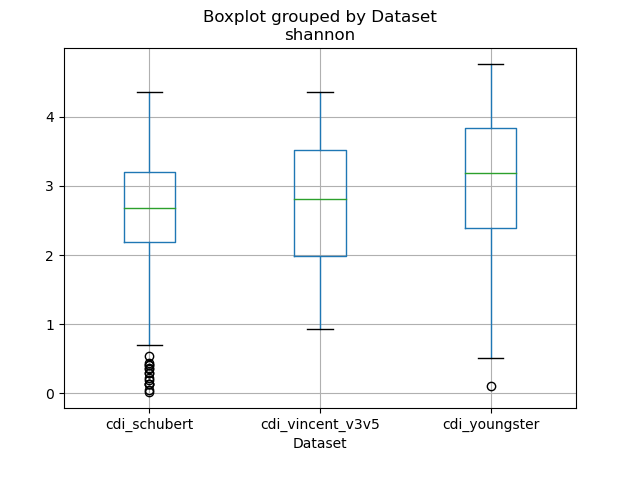 Boxplot grouped by Dataset
shannon
4
3
2
1
0
cdi_schubert cdi_vincent_v3v5 cdi_youngster
Dataset